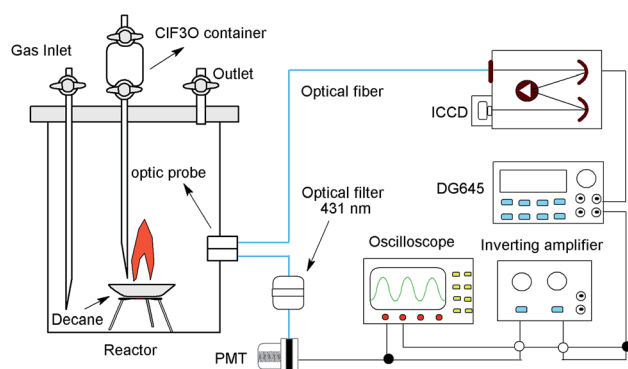 ClF3O container
Gas Inlet
Outlet
Optical fiber
ICCD
optic probe
Optical filter
431 nm
DG645
Oscilloscope
Inverting amplifier
Decane
Reactor
PMT